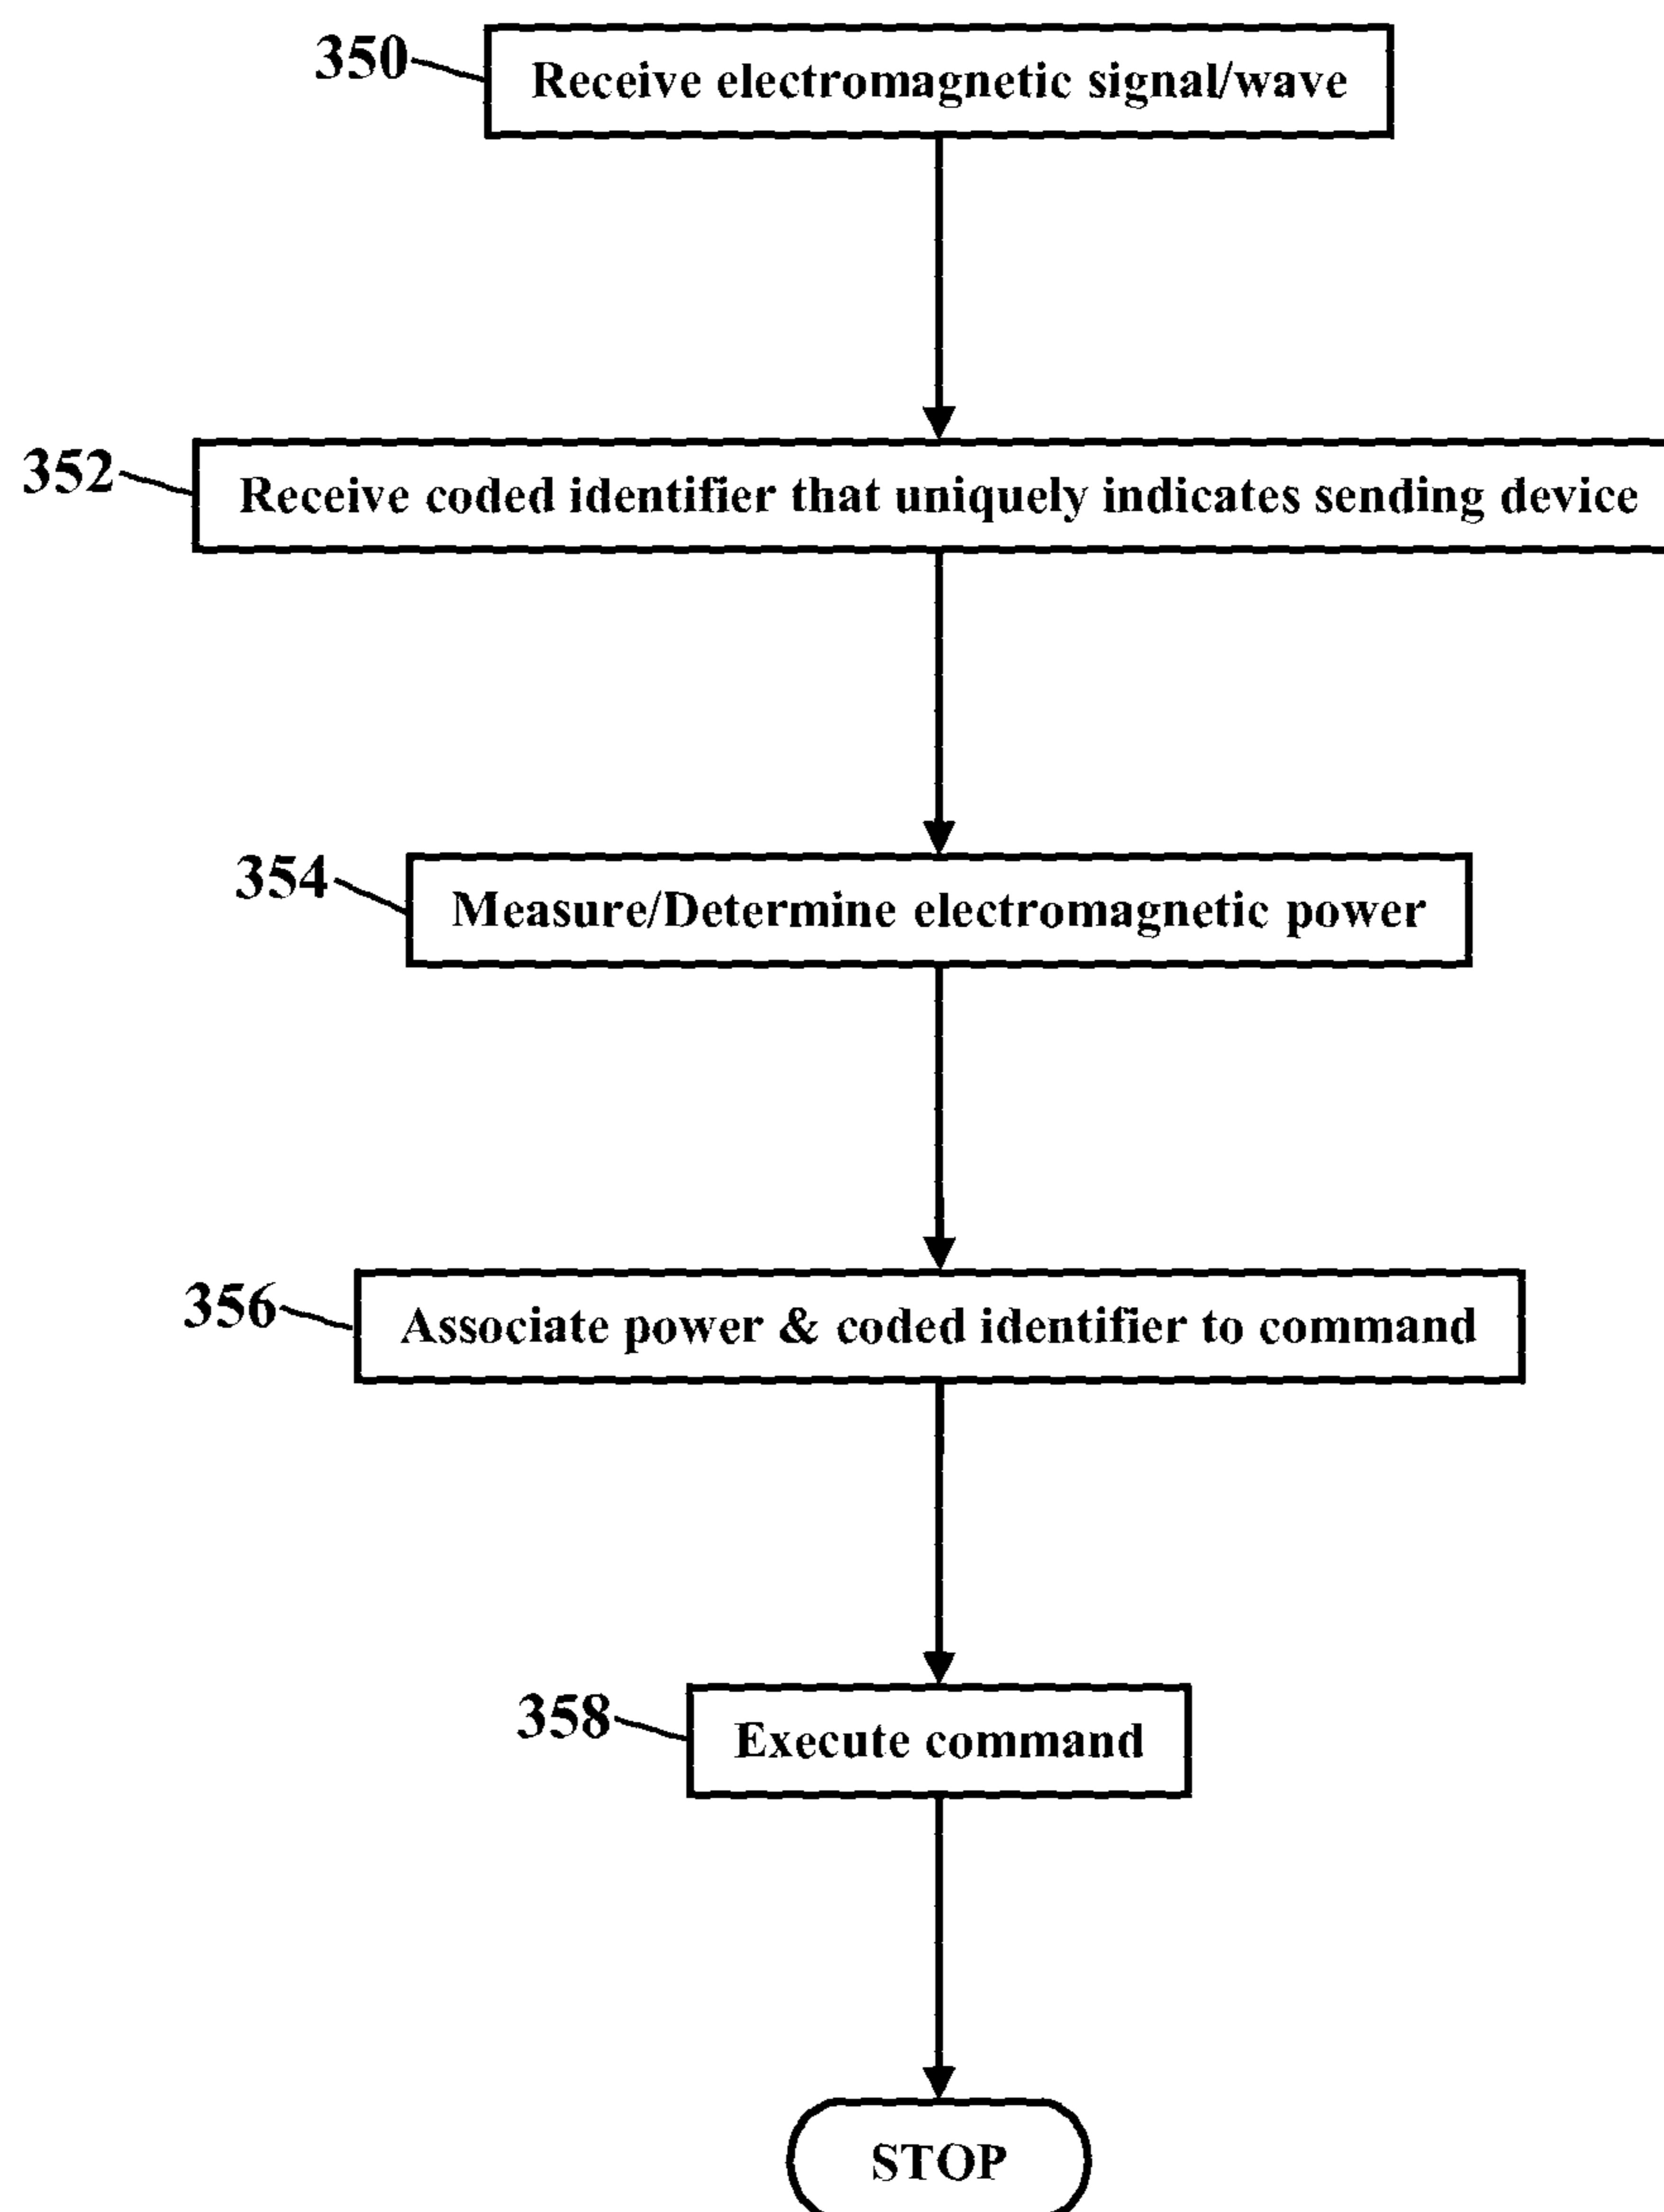 350
Receive electromagnetic signal/wave
352
Receive coded identifier that uniquely indicates sending device
354
Measure/Determine electromagnetic power
356
Associate power & coded identifier to command
358
Execute command
STOP